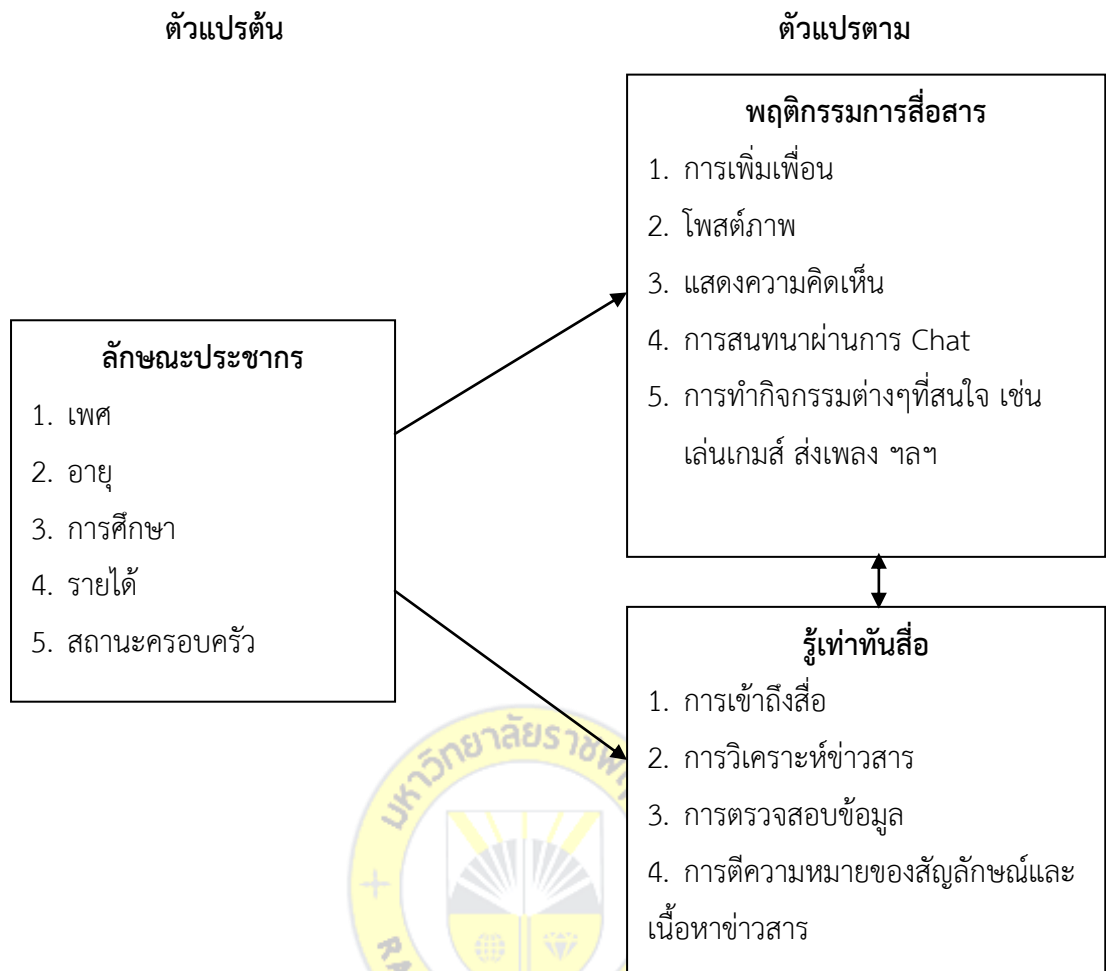 ตัวแปรต้น
ตัวแปรตาม
พฤติกรรมการสื่อสาร
1. การเพิ่มเพื่อน
2. โพสต์ภาพ
3. แสดงความคิดเห็น
4. การสนทนาผ่านการ Chat
5. การทำกิจกรรมต่างๆที่สนใจ เช่น
เล่นเกมส์ ส่งเพลง ฯลฯ
ลักษณะประชากร
1. เพศ
2. อายุ
3. การศึกษา
4. รายได้
5. สถานะครอบครัว
รู้เท่าทันสื่อ
1. การเข้าถึงสื่อ
2. การวิเคราะห์ข่าวสาร
3. การตรวจสอบข้อมูล
4. การตีความหมายของสัญลักษณ์และ
เนื้อหาข่าวสาร